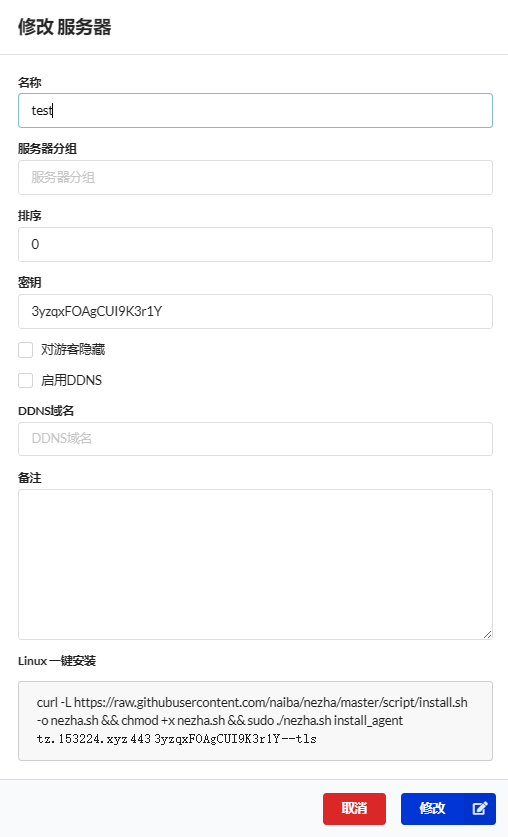 修改 服务器
名称
test
服务器分组
服务器分组
排序
0
密钥
3yzqxFOAgCUI9K3r1Y
对游客隐藏
启用DDNS
DDNS域名
DDNS域名
备注
Linux 一键安装
curl -L https://raw.githubusercontent.com/naiba/nezha/master/script/install.sh
-o nezha.sh && chmod +x nezha.sh && sudo ./nezha.sh install_agent
tz.153224.xyz 443 3yzqxFOAgCUI9K3r1Y--tls
取消
修改